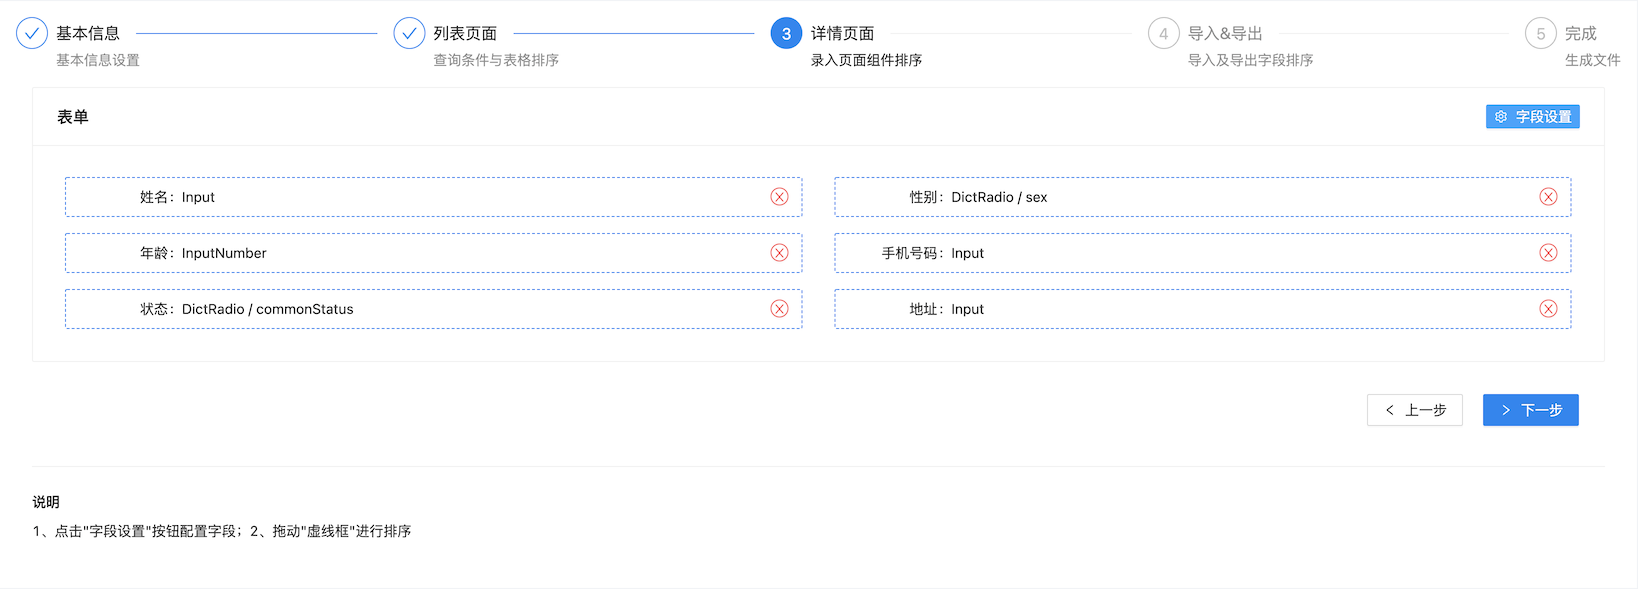 基本信息
基本信息设置
列表页面
查询条件与表格排序
3
详情页面
录入页面组件排序
4
导入&导出
导入及导出字段排序
5
完成
生成文件
表单
字段设置
姓名：Input
性别：DictRadio / sex
年龄：InputNumber
手机号码：Input
状态：DictRadio / commonStatus
地址：Input
上一步
下一步
说明
1、点击"字段设置"按钮配置字段；2、拖动"虚线框"进行排序